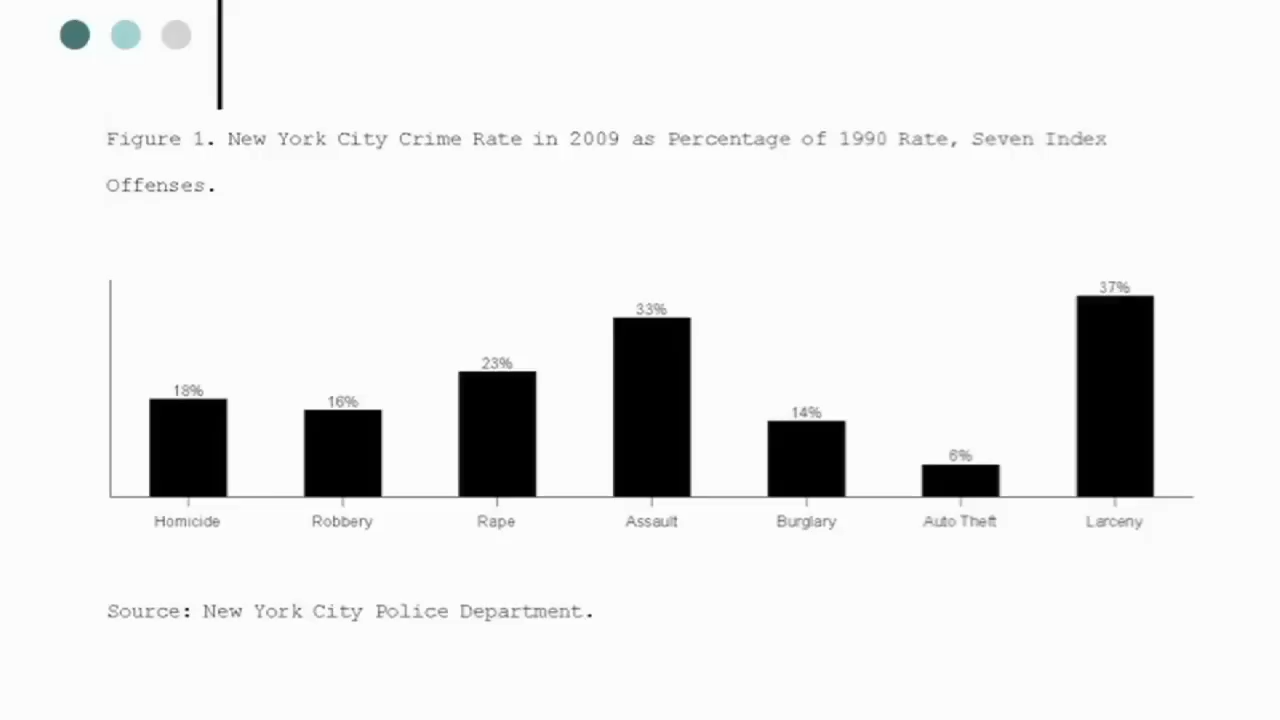 Figure 1. New York City Crime Rate in 2009 as Percentage of 1990 Rate, Seven Index
Offenses.
18%
16%
23%
33%
14%
6%
37%
Homicide
Robbery
Rape
Assault
Burglary
Auto Theft
Larceny
Source: New York City Police Department.